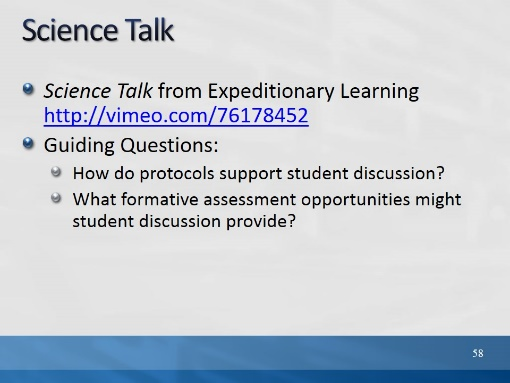 Science Talk
Science Talk from Expeditionary Learning
http://vimeo.com/76178452
Guiding Questions:
How do protocols support student discussion?
What formative assessment opportunities might
student discussion provide?
58